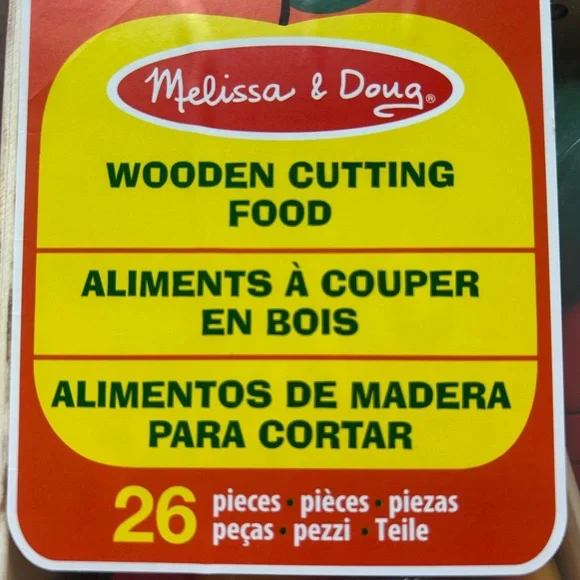 Melissa & Doug®
WOODEN CUTTING
FOOD
ALIMENTS À COUPER
EN BOIS
ALIMENTOS DE MADERA
PARA CORTAR
26 pieces · pièces · piezas
peças · pezzi · Teile